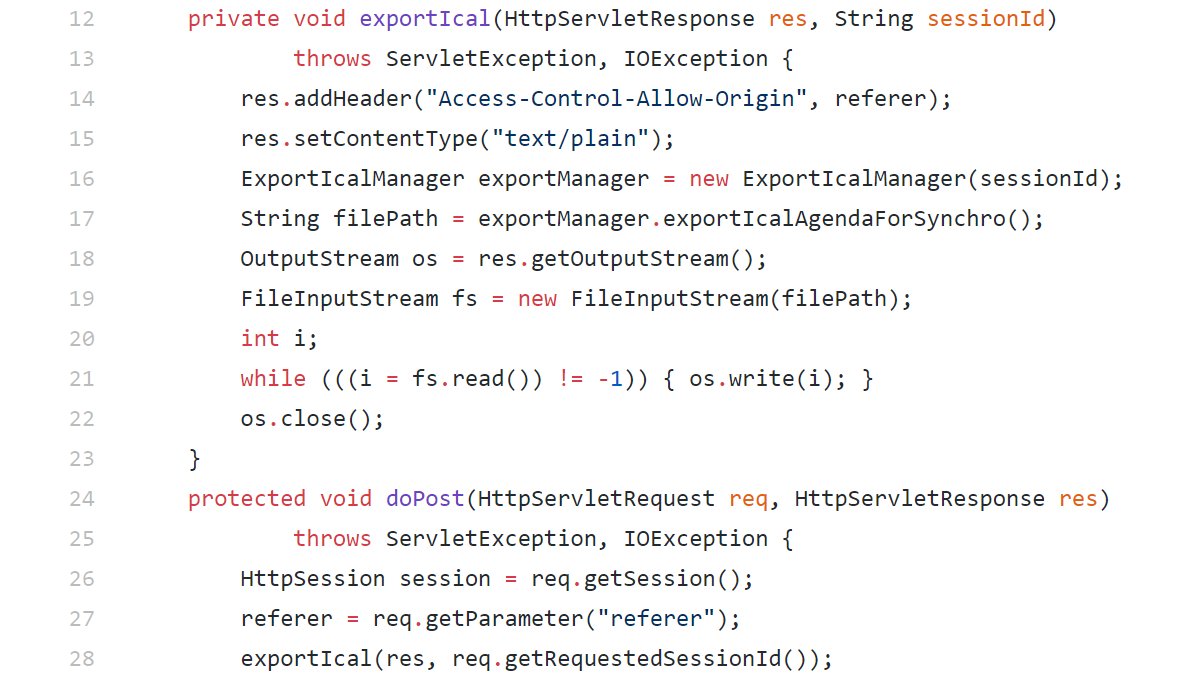 12 private void exportIcal(HttpServletResponse res, String sessionId)
13 throws ServletException, IOException {
14 res.addHeader("Access-Control-Allow-Origin", referer);
15 res.setContentType("text/plain");
16 ExportIcalManager exportManager = new ExportIcalManager(sessionId);
17 String filePath = exportManager.exportIcalAgendaForSynchro();
18 OutputStream os = res.getOutputStream();
19 FileInputStream fs = new FileInputStream(filePath);
20 int i;
21 while (((i = fs.read()) != -1)) { os.write(i); }
22 os.close();
23 }
24 protected void doPost(HttpServletRequest req, HttpServletResponse res)
25 throws ServletException, IOException {
26 HttpSession session = req.getSession();
27 referer = req.getParameter("referer");
28 exportIcal(res, req.getRequestedSessionId());